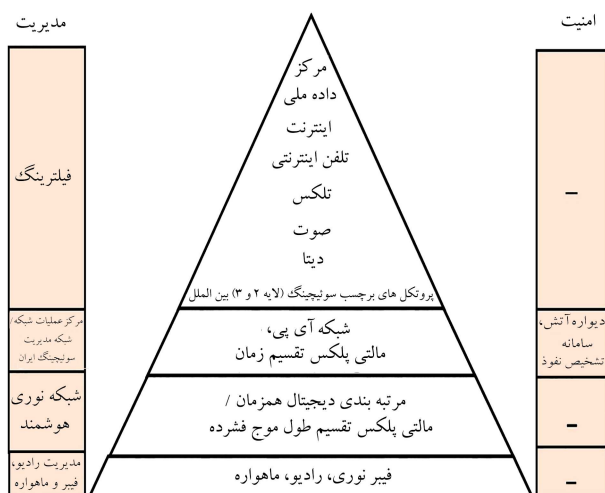 امنیت
مدیریت
مرکز
داده ملی
اینترنت
تلفن اینترنتی
تلکس
صوت
دیتا
پروتکل های برچسب سوئیچینگ (لایه ۲ و ۳) بین الملل
شبکه آی پی،
مالتی پلکس تقسیم زمان
مرتبه بندی دیجیتال همزمان /
مالتی پلکس تقسیم طول موج فشرده
فیبر نوری، رادیو، ماهواره
–
دیواره آتش،
سامانه
تشخیص نفوذ
-
-
فیلترینگ
مرکز عملیات شبکه/
شبکه مدیریت
سوئیچینگ ایران
شبکه نوری
هوشمند
مدیریت رادیو،
فیبر و ماهواره